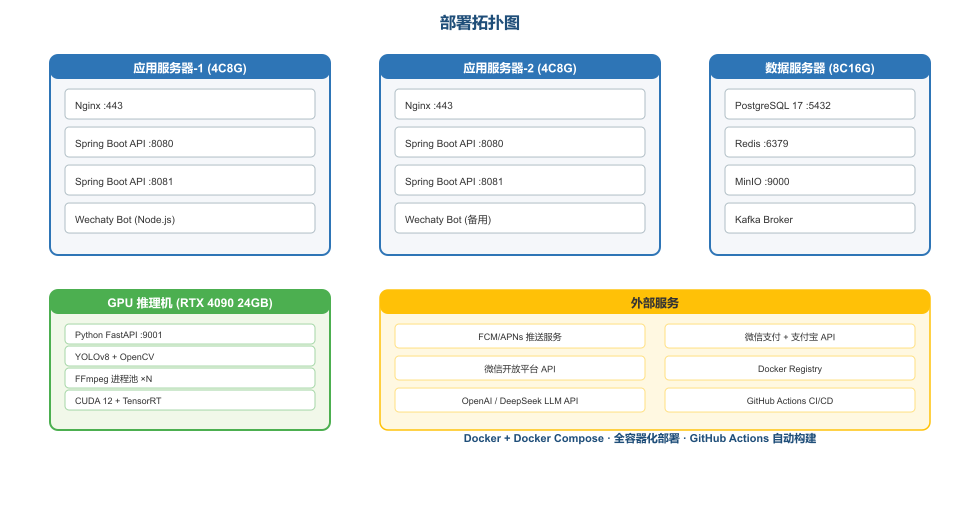 部署拓扑图
应用服务器-1 (4C8G)
Nginx :443
Spring Boot API :8080
Spring Boot API :8081
Wechaty Bot (Node.js)
应用服务器-2 (4C8G)
Nginx :443
Spring Boot API :8080
Spring Boot API :8081
Wechaty Bot (备用)
数据服务器 (8C16G)
PostgreSQL 17 :5432
Redis :6379
MinIO :9000
Kafka Broker
GPU 推理机 (RTX 4090 24GB)
Python FastAPI :9001
YOLOv8 + OpenCV
FFmpeg 进程池 ×N
CUDA 12 + TensorRT
外部服务
FCM/APNs 推送服务
微信支付 + 支付宝 API
微信开放平台 API
Docker Registry
OpenAI / DeepSeek LLM API
GitHub Actions CI/CD
Docker + Docker Compose · 全容器化部署 · GitHub Actions 自动构建